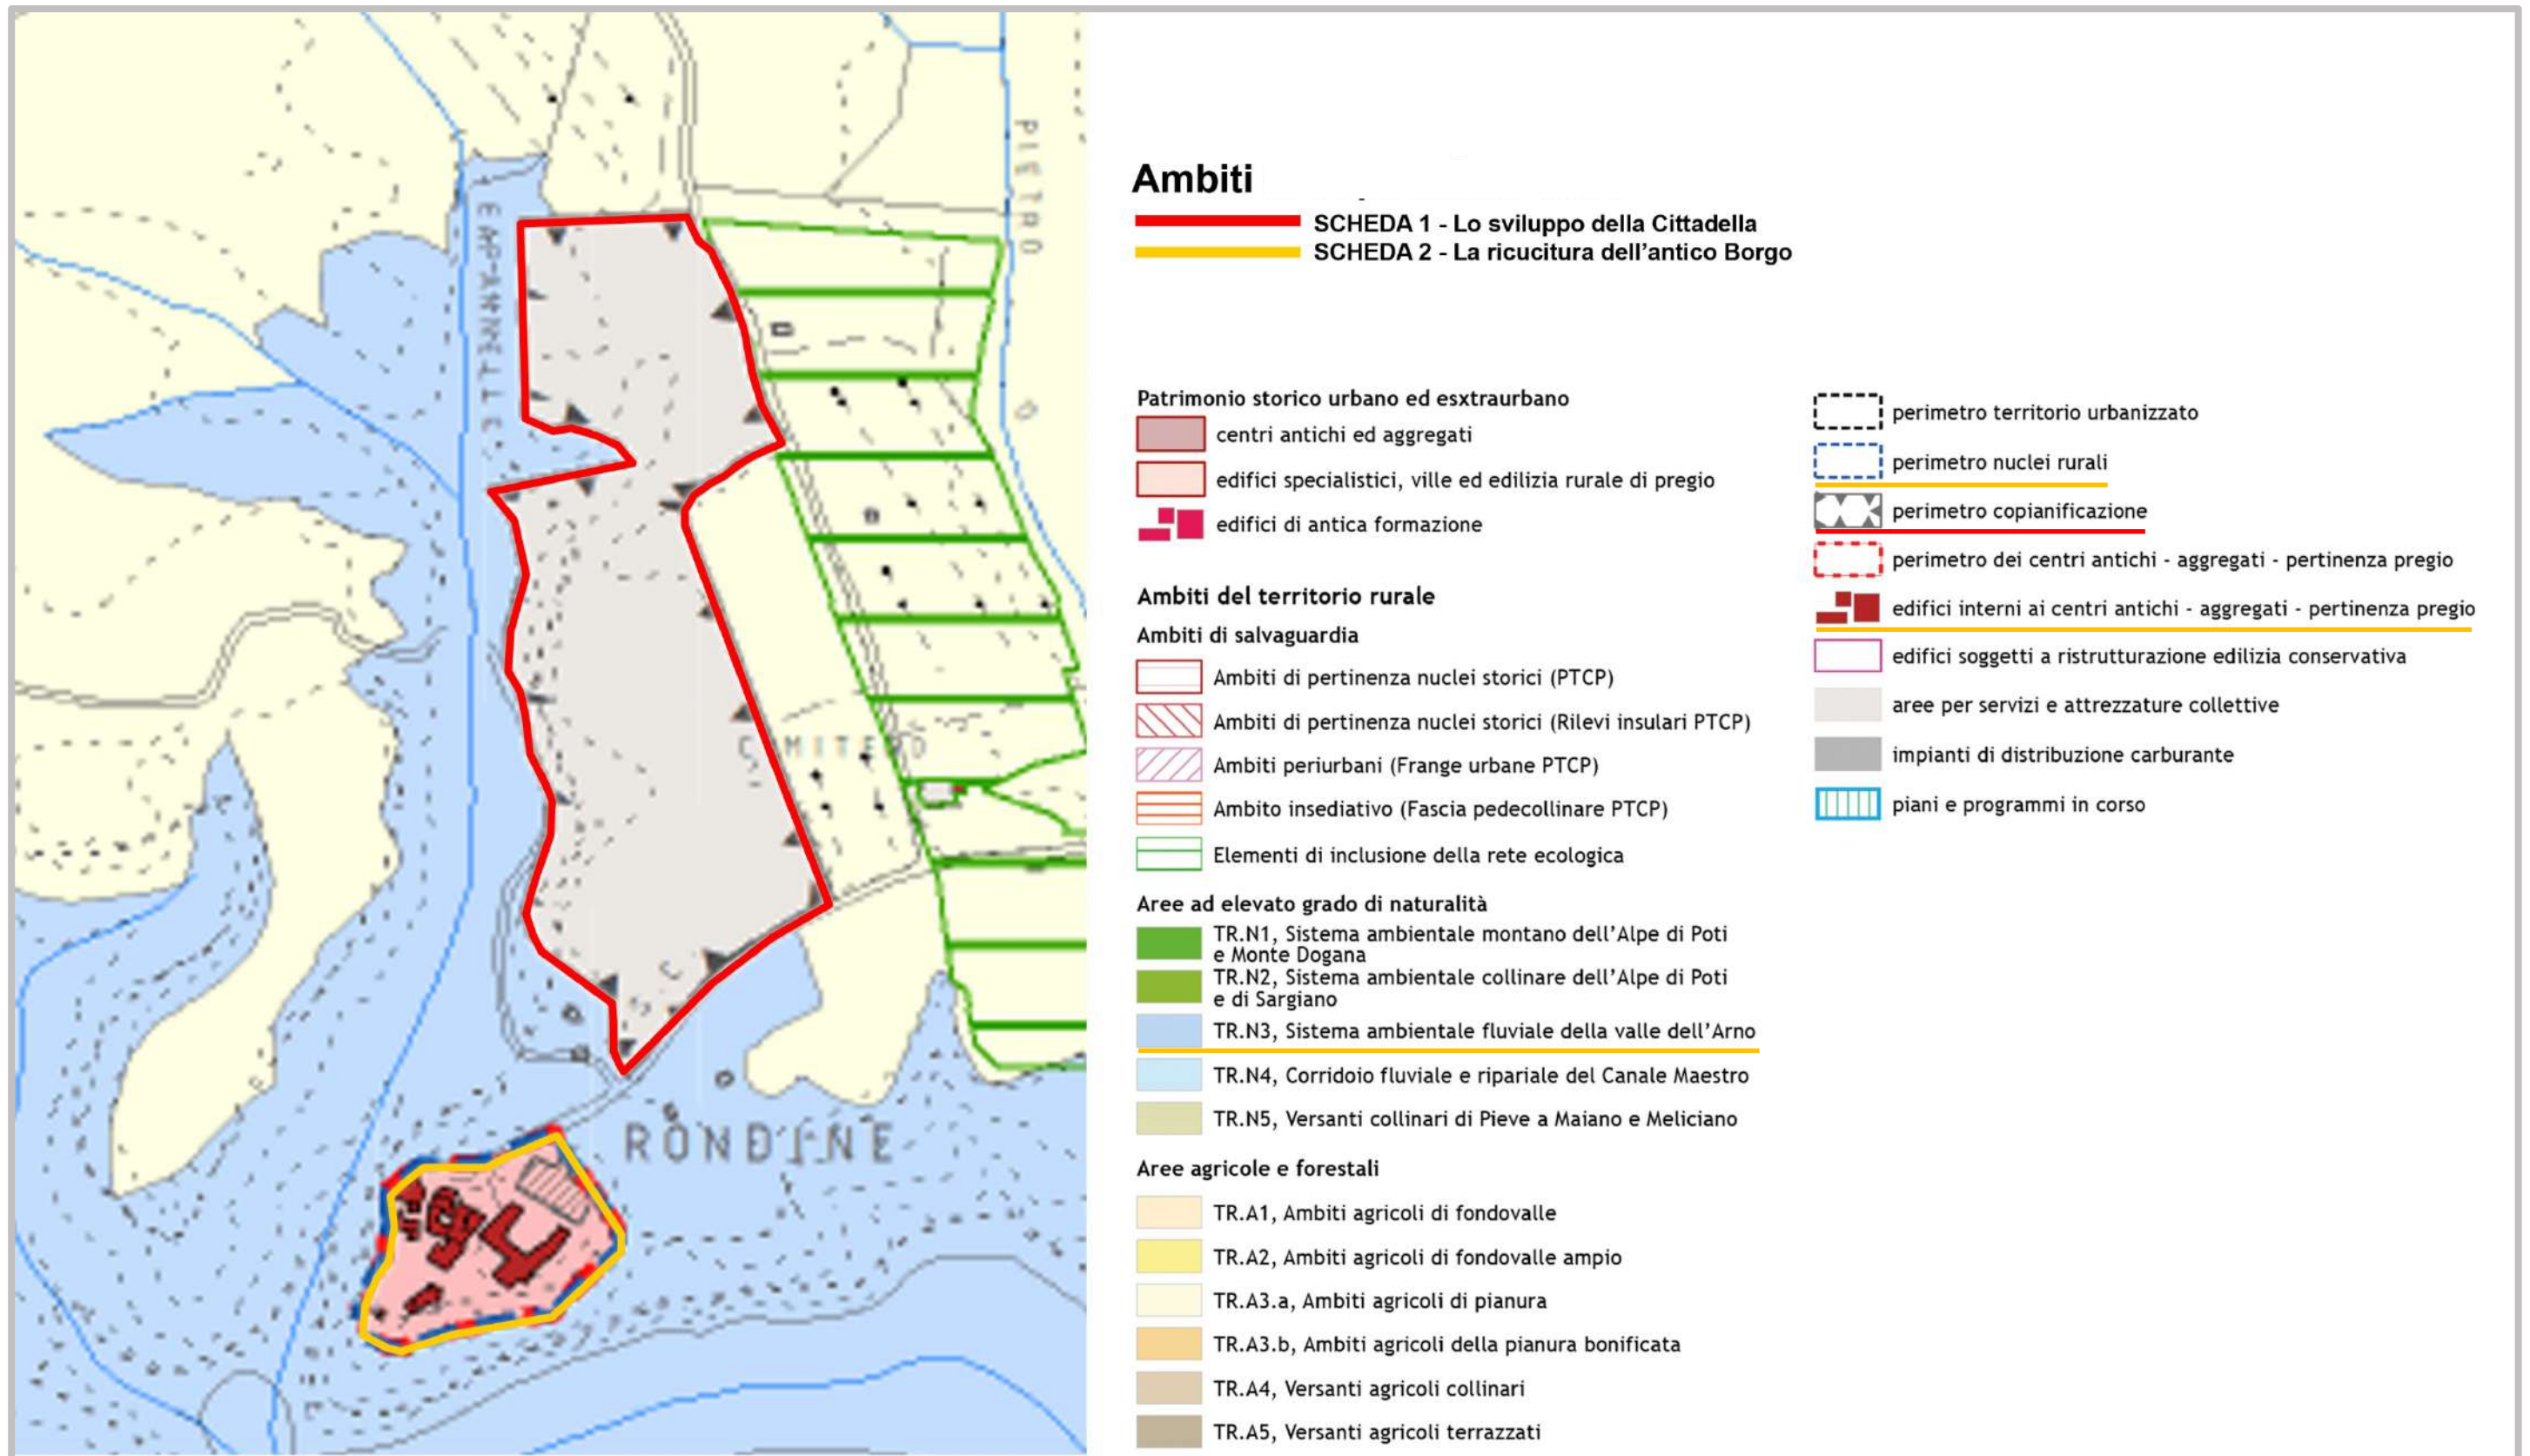 PIETRO
CAPANNELLE
CIMITERO
RONDINE
Ambiti
SCHEDA 1 - Lo sviluppo della Cittadella
SCHEDA 2 - La ricucitura dell'antico Borgo
Patrimonio storico urbano ed esxtraurbano
centri antichi ed aggregati
edifici specialistici, ville ed edilizia rurale di pregio
edifici di antica formazione
Ambiti del territorio rurale
Ambiti di salvaguardia
Ambiti di pertinenza nuclei storici (PTCP)
Ambiti di pertinenza nuclei storici (Rilevi insulari PTCP)
Ambiti periurbani (Frange urbane PTCP)
Ambito insediativo (Fascia pedecollinare PTCP)
Elementi di inclusione della rete ecologica
Aree ad elevato grado di naturalità
TR.N1, Sistema ambientale montano dell'Alpe di Poti
e Monte Dogana
TR.N2, Sistema ambientale collinare dell'Alpe di Poti
e di Sargiano
TR.N3, Sistema ambientale fluviale della valle dell'Arno
TR.N4, Corridoio fluviale e ripariale del Canale Maestro
TR.N5, Versanti collinari di Pieve a Maiano e Meliciano
Aree agricole e forestali
TR.A1, Ambiti agricoli di fondovalle
TR.A2, Ambiti agricoli di fondovalle ampio
TR.A3.a, Ambiti agricoli di pianura
TR.A3.b, Ambiti agricoli della pianura bonificata
TR.A4, Versanti agricoli collinari
TR.A5, Versanti agricoli terrazzati
perimetro territorio urbanizzato
perimetro nuclei rurali
perimetro copianificazione
perimetro dei centri antichi - aggregati - pertinenza pregio
edifici interni ai centri antichi - aggregati - pertinenza pregio
edifici soggetti a ristrutturazione edilizia conservativa
aree per servizi e attrezzature collettive
impianti di distribuzione carburante
piani e programmi in corso